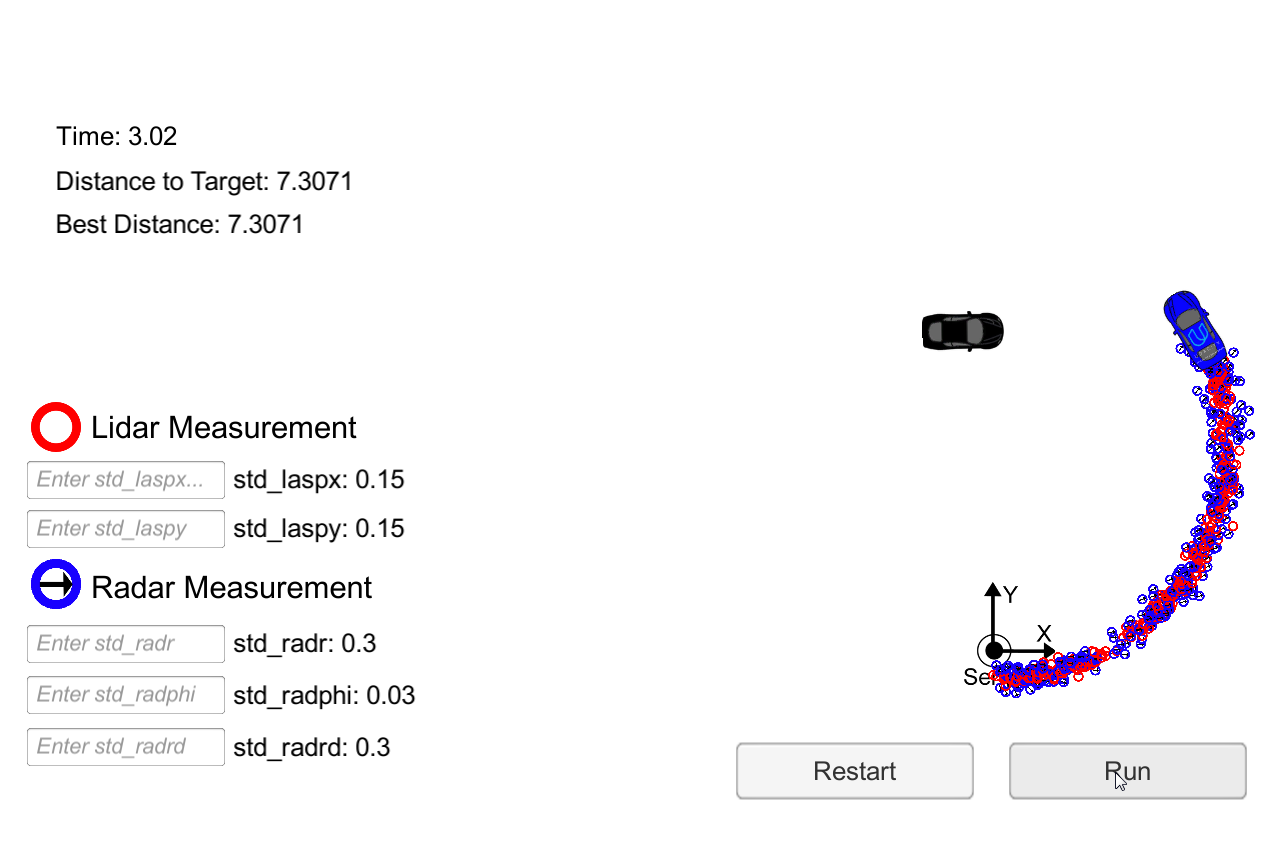 Time: 3.02
Distance to Target: 7.3071
Best Distance: 7.3071
Lidar Measurement
Enter std_laspx... std_laspx: 0.15
Enter std_laspy std_laspy: 0.15
Radar Measurement
Enter std_radr std_radr: 0.3
Enter std_radphi std_radphi: 0.03
Enter std_radrd std_radrd: 0.3
Y
X
Restart
Run